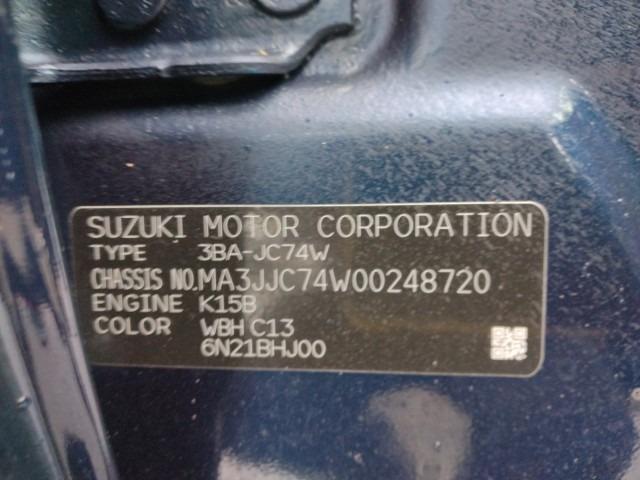 SUZUKI MOTOR CORPORATION
TYPE 3BA-JC74W
CHASSIS NO. MA3JJC74W00248720
ENGINE K15B
COLOR WBH C13
6N21BHJ00